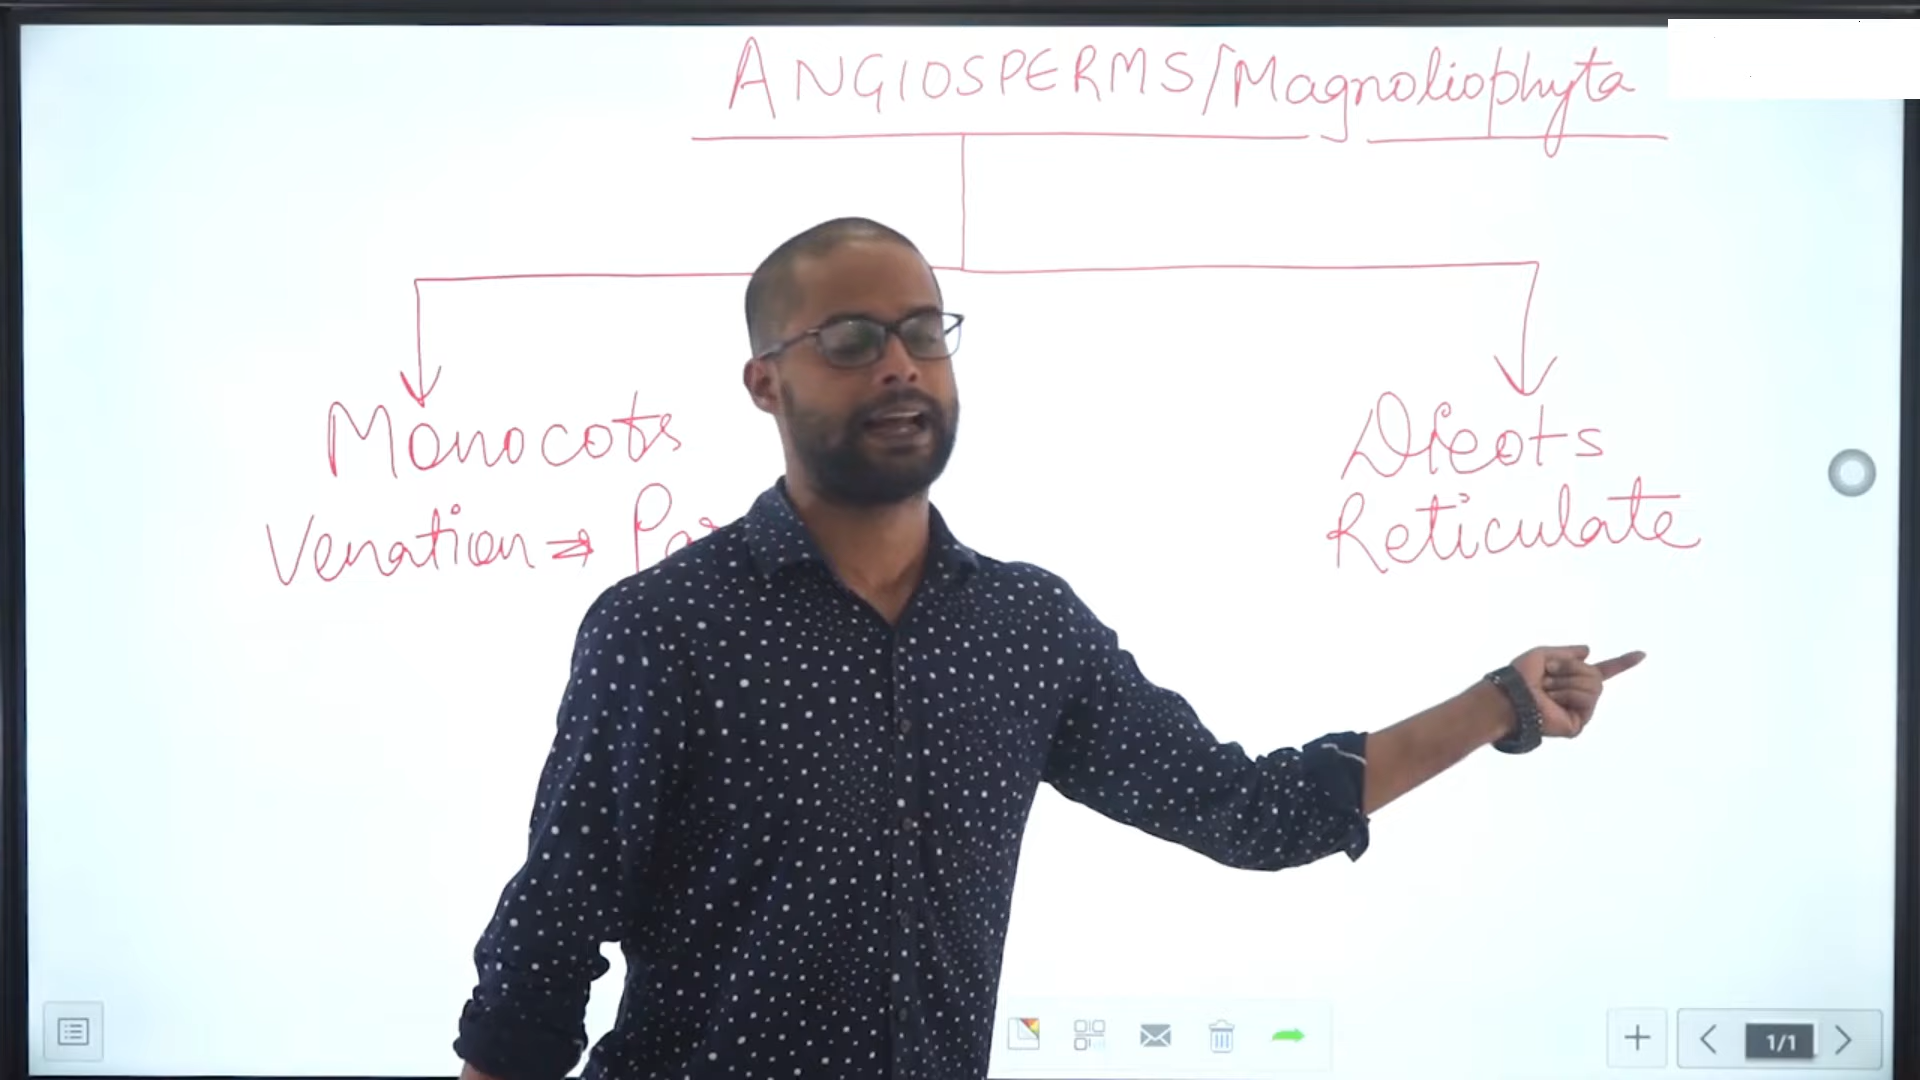 ANGIOSPERMS/Magnoliophyta
Monocots
Dicots
Venation ⇒
Reticulate
1/1